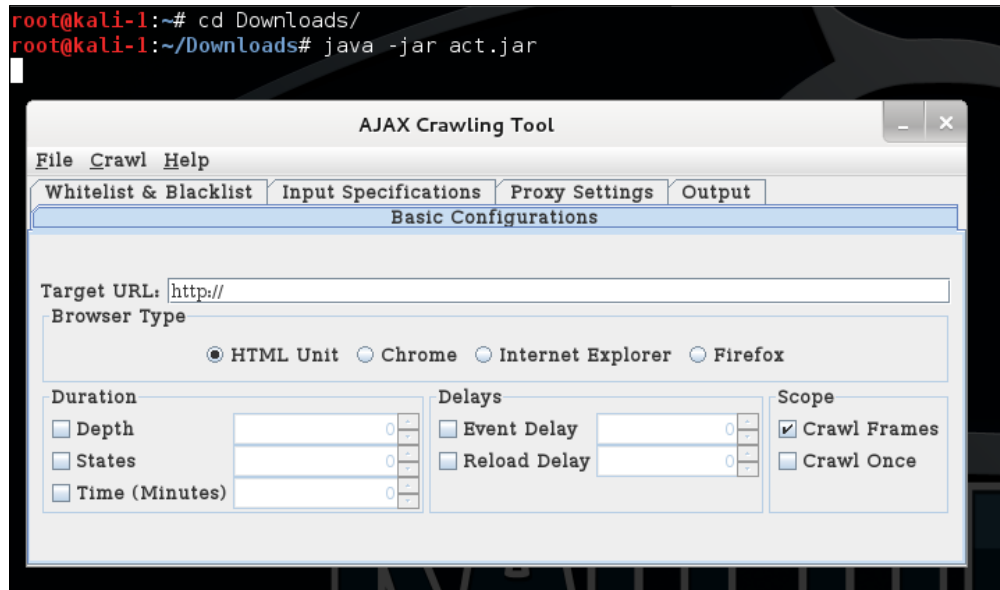 root@kali-1:~# cd Downloads/
root@kali-1:~/Downloads# java -jar act.jar
AJAX Crawling Tool
File Crawl Help
Whitelist & Blacklist Input Specifications Proxy Settings Output
Basic Configurations
Target URL: http://
Browser Type
HTML Unit Chrome Internet Explorer Firefox
Duration Delays Scope
Depth 0 Event Delay 0 Crawl Frames
States 0 Reload Delay 0 Crawl Once
Time (Minutes) 0